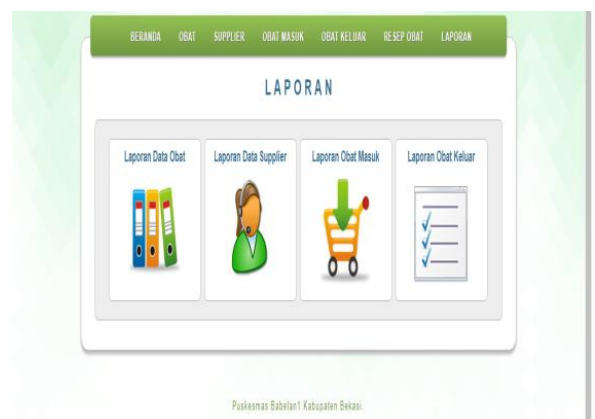 BERANDA OBAT SUPPLIER OBAT MASUK OBAT KELUAR RESEP OBAT LAPORAN
LAPORAN
Laporan Data Obat Laporan Data Supplier Laporan Obat Masuk Laporan Obat Keluar
Puskesmas Babelan1 Kabupaten Bekasi.